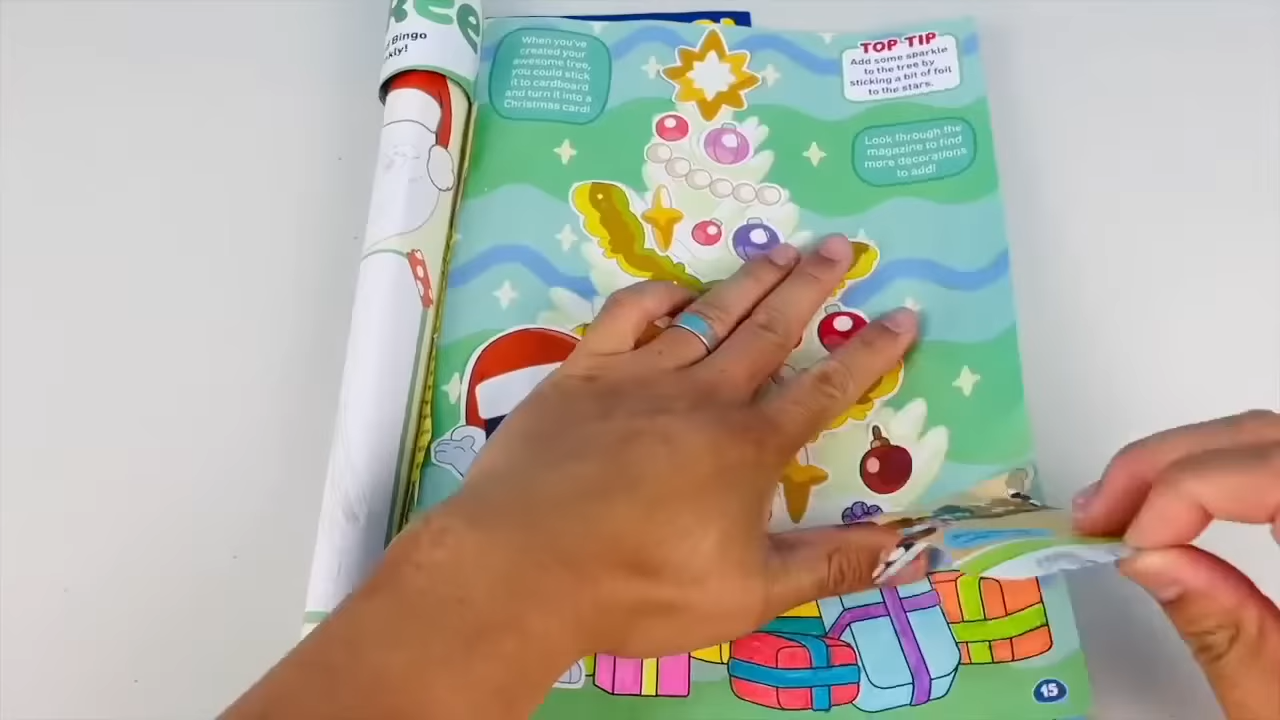 Bingo
kly!
When you've
created your
awesome tree,
you could stick
it to cardboard
and turn it into a
Christmas card!
TOP TIP
Add some sparkle
to the tree by
sticking a bit of foil
to the stars.
Look through the
magazine to find
more decorations
to add!
15